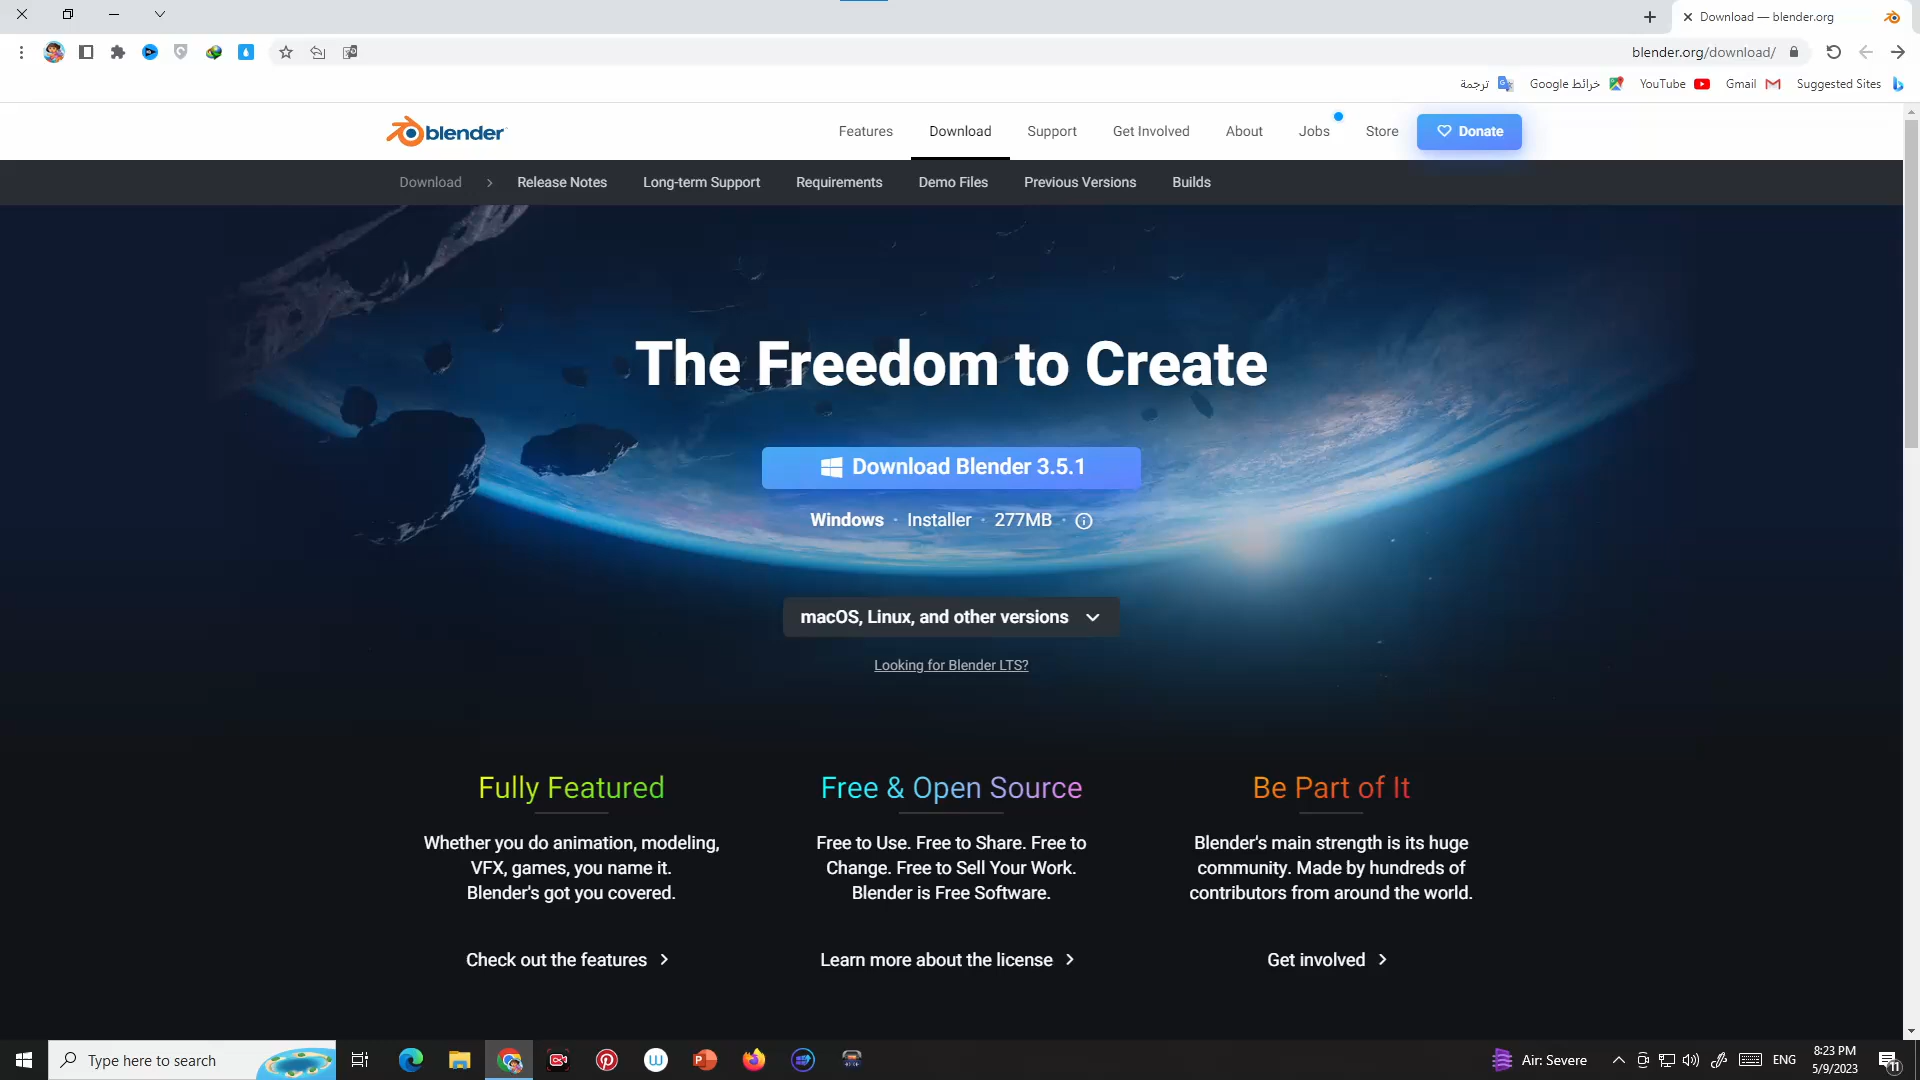 Download — blender.org
blender.org/download/
ترجمة
خرائط Google
YouTube
Gmail
Suggested Sites
blender
Features
Download
Support
Get Involved
About
Jobs
Store
Donate
Download
Release Notes
Long-term Support
Requirements
Demo Files
Previous Versions
Builds
The Freedom to Create
Download Blender 3.5.1
Windows · Installer · 277MB ·
macOS, Linux, and other versions
Looking for Blender LTS?
Fully Featured
Whether you do animation, modeling,
VFX, games, you name it.
Blender's got you covered.
Check out the features
Free & Open Source
Free to Use. Free to Share. Free to
Change. Free to Sell Your Work.
Blender is Free Software.
Learn more about the license
Be Part of It
Blender's main strength is its huge
community. Made by hundreds of
contributors from around the world.
Get involved
Type here to search
Air: Severe
ENG
8:23 PM
5/9/2023
11